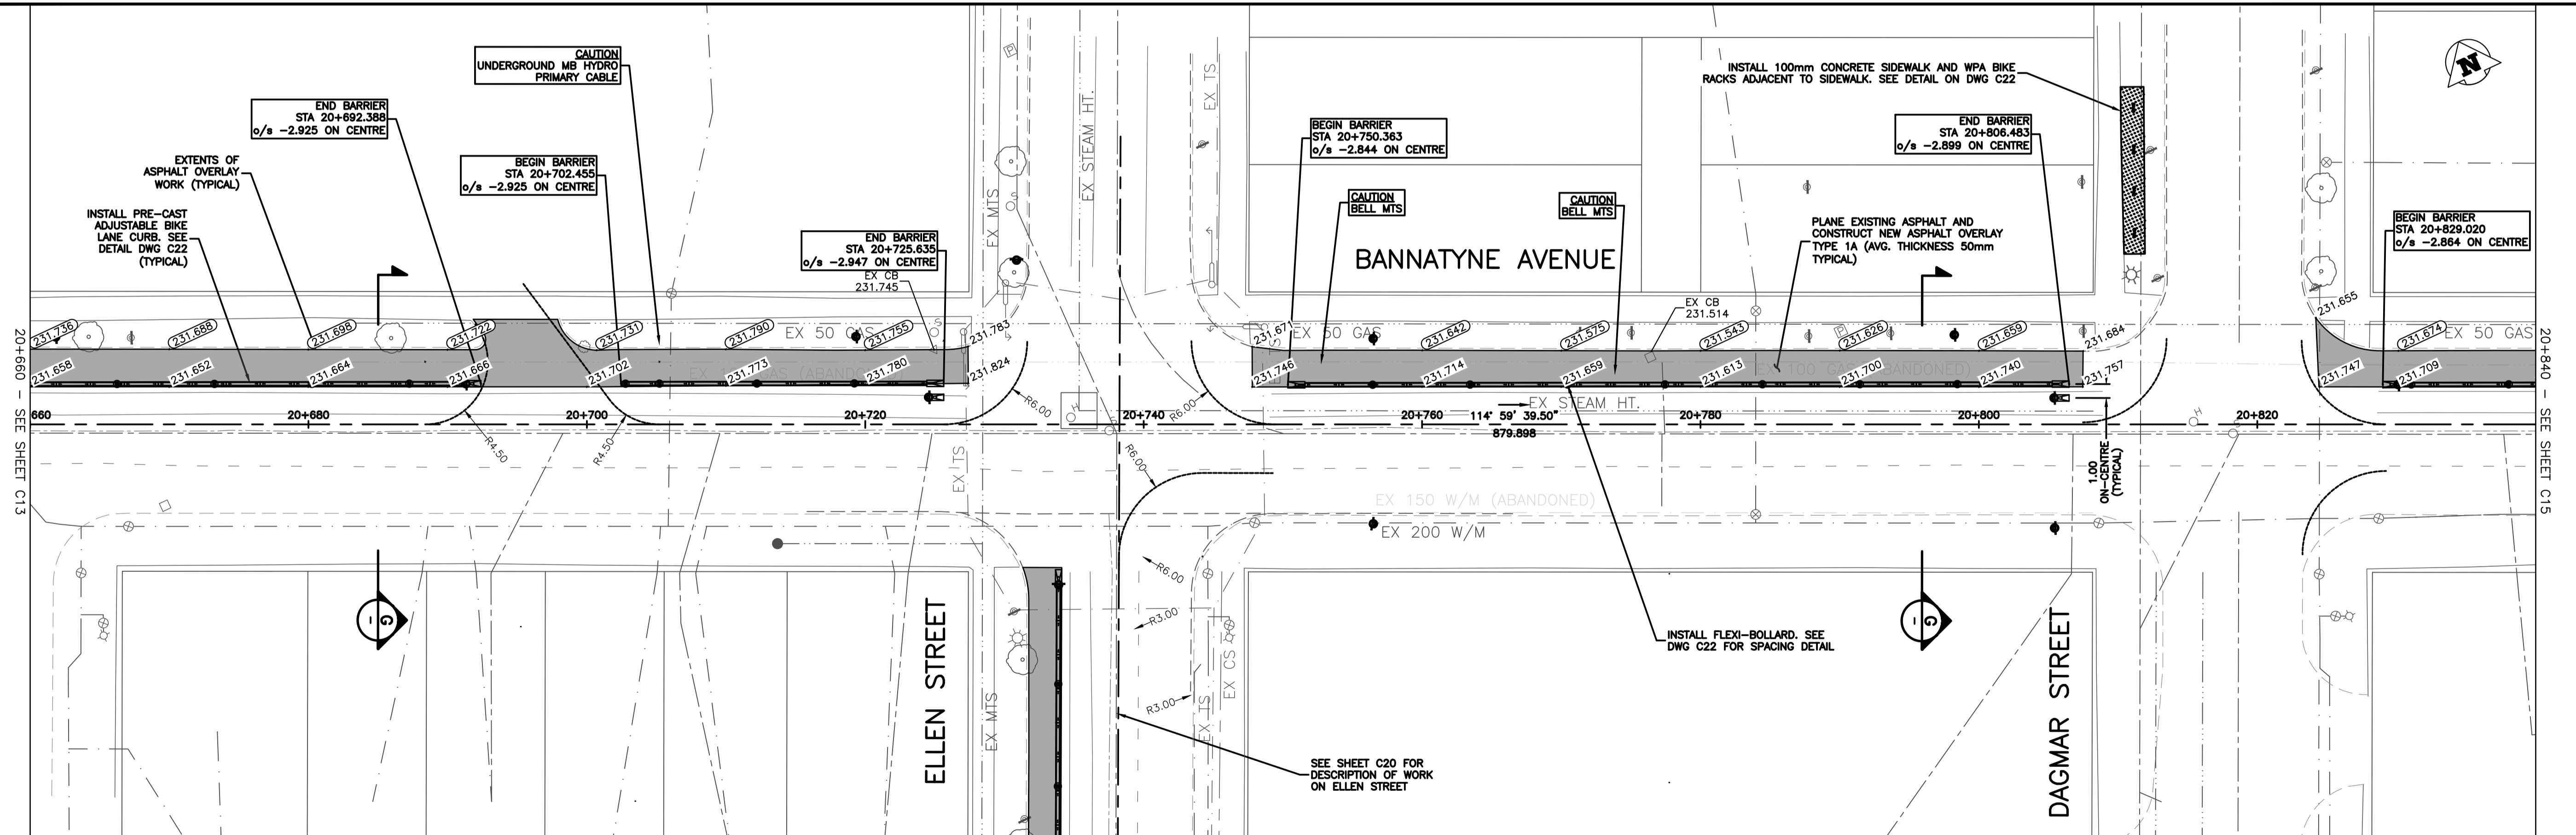 CAUTION
UNDERGROUND MB HYDRO
PRIMARY CABLE
END BARRIER
STA 20+692.388
o/s -2.925 ON CENTRE
EXTENTS OF
ASPHALT OVERLAY
WORK (TYPICAL)
BEGIN BARRIER
STA 20+702.455
o/s -2.925 ON CENTRE
INSTALL PRE-CAST
ADJUSTABLE BIKE
LANE CURB. SEE
DETAIL DWG C22
(TYPICAL)
END BARRIER
STA 20+725.635
o/s -2.947 ON CENTRE
EX CB
231.745
EX MTS
EX STEAM HT.
EX TS
P
S
H
BEGIN BARRIER
STA 20+750.363
o/s -2.844 ON CENTRE
CAUTION
BELL MTS
CAUTION
BELL MTS
BANNATYNE AVENUE
INSTALL 100mm CONCRETE SIDEWALK AND WPA BIKE
RACKS ADJACENT TO SIDEWALK. SEE DETAIL ON DWG C22
END BARRIER
STA 20+806.483
o/s -2.899 ON CENTRE
PLANE EXISTING ASPHALT AND
CONSTRUCT NEW ASPHALT OVERLAY
TYPE 1A (AVG. THICKNESS 50mm
TYPICAL)
EX CB
231.514
N
BEGIN BARRIER
STA 20+829.020
o/s -2.864 ON CENTRE
231.736
231.688
231.698
231.722
231.731
231.790
EX 50 GAS
231.755
S
231.783
231.671
EX 50 GAS
231.642
231.575
231.543
P
231.626
231.659
231.684
231.655
231.674
EX 50 GAS
231.658
231.652
231.664
231.666
231.702
231.773
231.780
231.824
231.746
231.714
231.659
231.613
231.700
231.740
231.757
231.747
231.709
20+660 - SEE SHEET C13
660
20+680
20+700
20+720
20+740
20+760
114° 59' 39.50"
879.898
EX STEAM HT.
20+780
20+800
20+820
H
20+840 - SEE SHEET C15
R4.50
R4.50
R6.00
R6.00
R6.00
1.00
ON-CENTRE
(TYPICAL)
EX TS
EX 150 W/M (ABANDONED)
EX 200 W/M
R6.00
R3.00
R3.00
G
-
G
-
ELLEN STREET
EX MTS
EX CS
EX TS
INSTALL FLEXI-BOLLARD. SEE
DWG C22 FOR SPACING DETAIL
SEE SHEET C20 FOR
DESCRIPTION OF WORK
ON ELLEN STREET
DAGMAR STREET